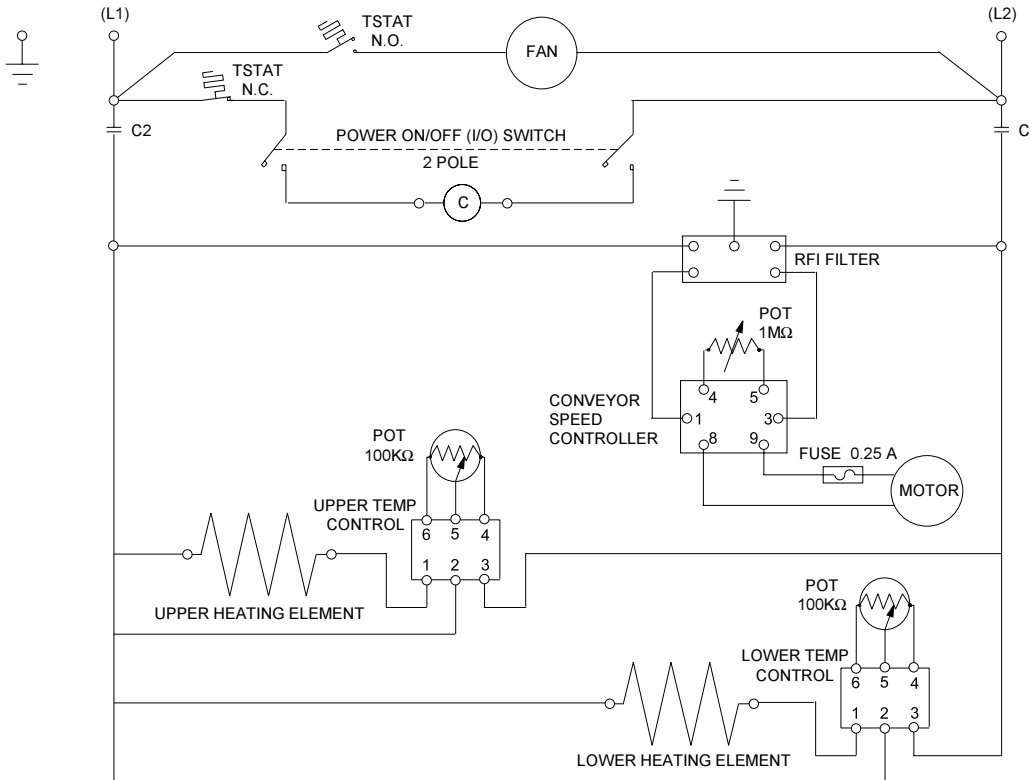 (L1)
(L2)
TSTAT
N.O.
FAN
TSTAT
N.C.
C2
C
POWER ON/OFF (I/O) SWITCH
2 POLE
C
RFI FILTER
POT
1MΩ
4 5
1 3
8 9
CONVEYOR
SPEED
CONTROLLER
FUSE 0.25 A
MOTOR
POT
100KΩ
UPPER TEMP
CONTROL
6 5 4
1 2 3
UPPER HEATING ELEMENT
POT
100KΩ
LOWER TEMP
CONTROL
6 5 4
1 2 3
LOWER HEATING ELEMENT